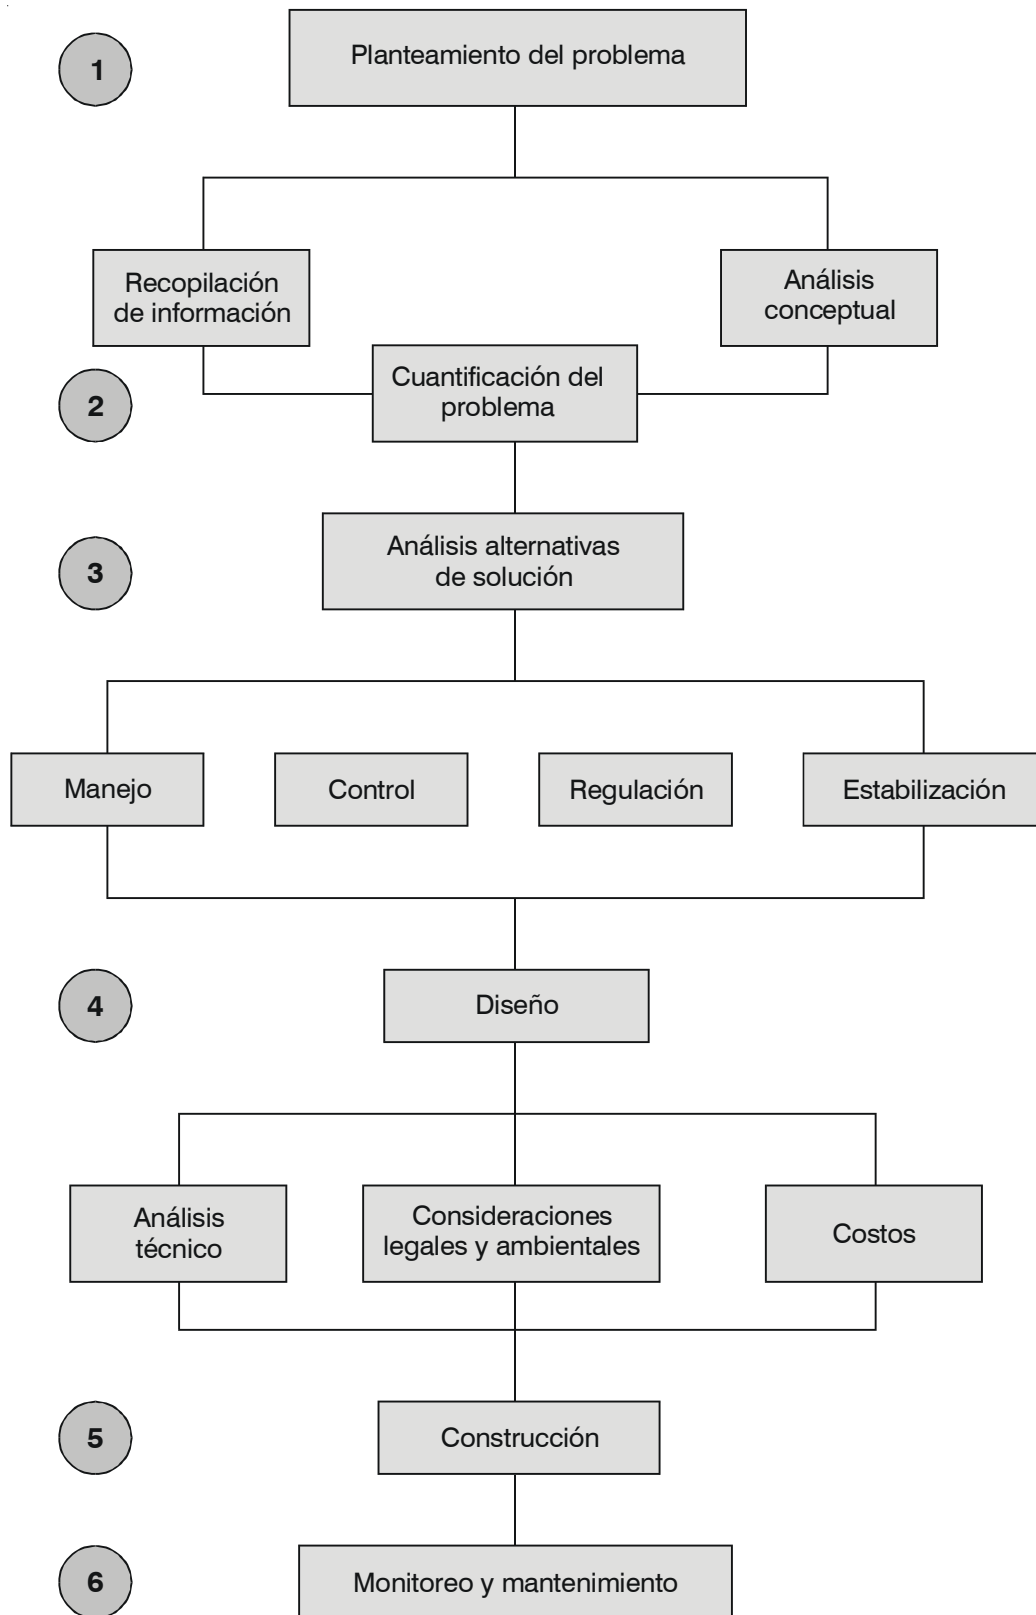 1
Planteamiento del problema
Recopilación
de información
Análisis
conceptual
2
Cuantificación del
problema
3
Análisis alternativas
de solución
Manejo
Control
Regulación
Estabilización
4
Diseño
Análisis
técnico
Consideraciones
legales y ambientales
Costos
5
Construcción
6
Monitoreo y mantenimiento